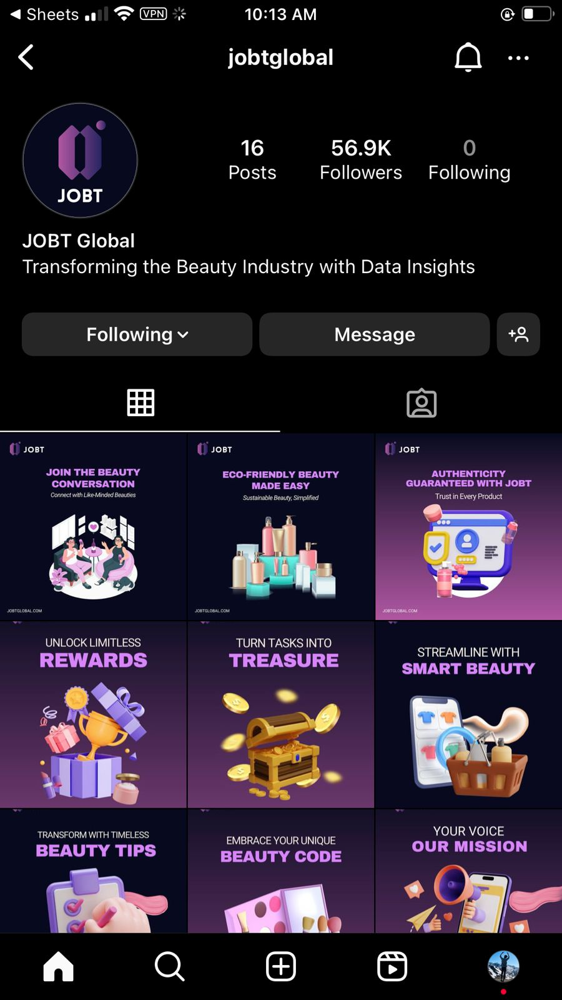 Sheets VPN 10:13 AM
jobtglobal
JOBT
16
Posts
56.9K
Followers
0
Following
JOBT Global
Transforming the Beauty Industry with Data Insights
Following
Message
JOBT
JOIN THE BEAUTY
CONVERSATION
Connect with Like-Minded Beauties
JOBTGLOBAL.COM
JOBT
ECO-FRIENDLY BEAUTY
MADE EASY
Sustainable Beauty, Simplified
JOBTGLOBAL.COM
JOBT
AUTHENTICITY
GUARANTEED WITH JOBT
Trust in Every Product
JOBTGLOBAL.COM
UNLOCK LIMITLESS
REWARDS
TURN TASKS INTO
TREASURE
STREAMLINE WITH
SMART BEAUTY
TRANSFORM WITH TIMELESS
BEAUTY TIPS
EMBRACE YOUR UNIQUE
BEAUTY CODE
YOUR VOICE
OUR MISSION